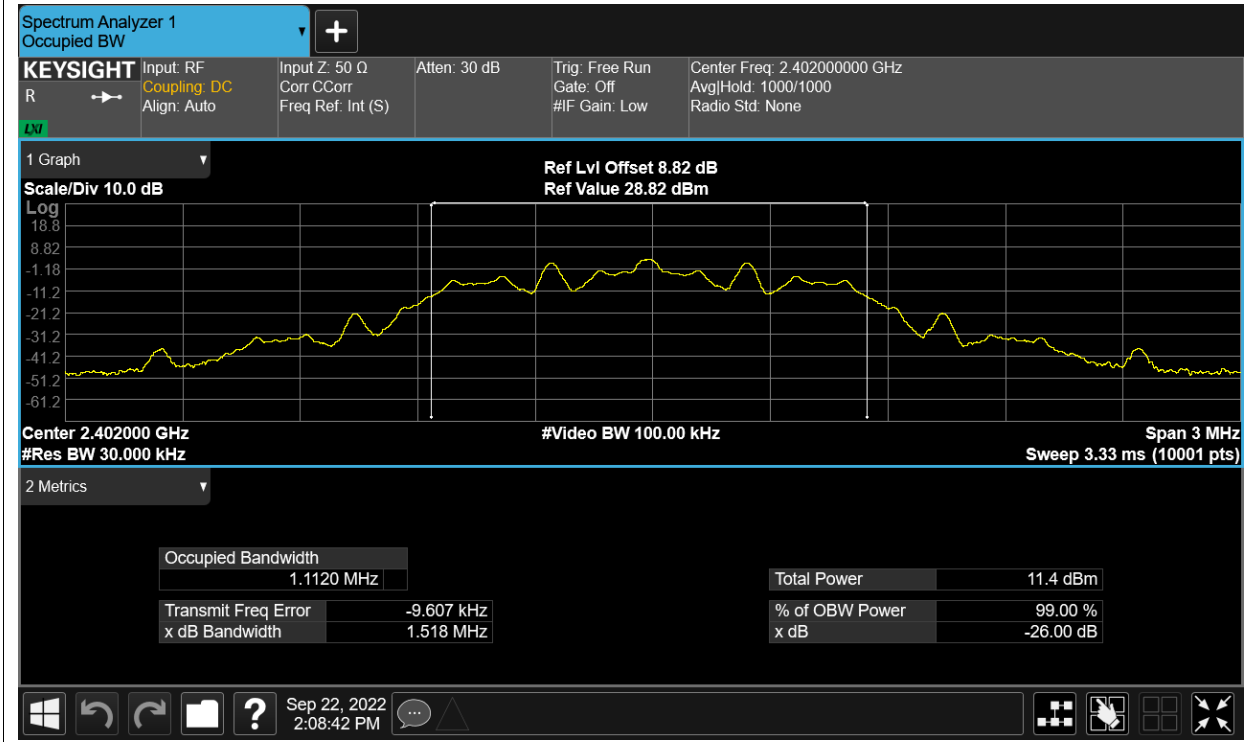 Spectrum Analyzer 1
Occupied BW
KEYSIGHT
R
LXI
Input: RF
Coupling: DC
Align: Auto
Input Z: 50 Ω
Corr CCorr
Freq Ref: Int (S)
Atten: 30 dB
Trig: Free Run
Gate: Off
#IF Gain: Low
Center Freq: 2.402000000 GHz
Avg|Hold: 1000/1000
Radio Std: None
1 Graph
Scale/Div 10.0 dB
Ref Lvl Offset 8.82 dB
Ref Value 28.82 dBm
Log
18.8
8.82
-1.18
-11.2
-21.2
-31.2
-41.2
-51.2
-61.2
Center 2.402000 GHz
#Res BW 30.000 kHz
#Video BW 100.00 kHz
Span 3 MHz
Sweep 3.33 ms (10001 pts)
2 Metrics
Occupied Bandwidth
1.1120 MHz
Transmit Freq Error -9.607 kHz
x dB Bandwidth 1.518 MHz
Total Power 11.4 dBm
% of OBW Power 99.00 %
x dB -26.00 dB
?
Sep 22, 2022
2:08:42 PM